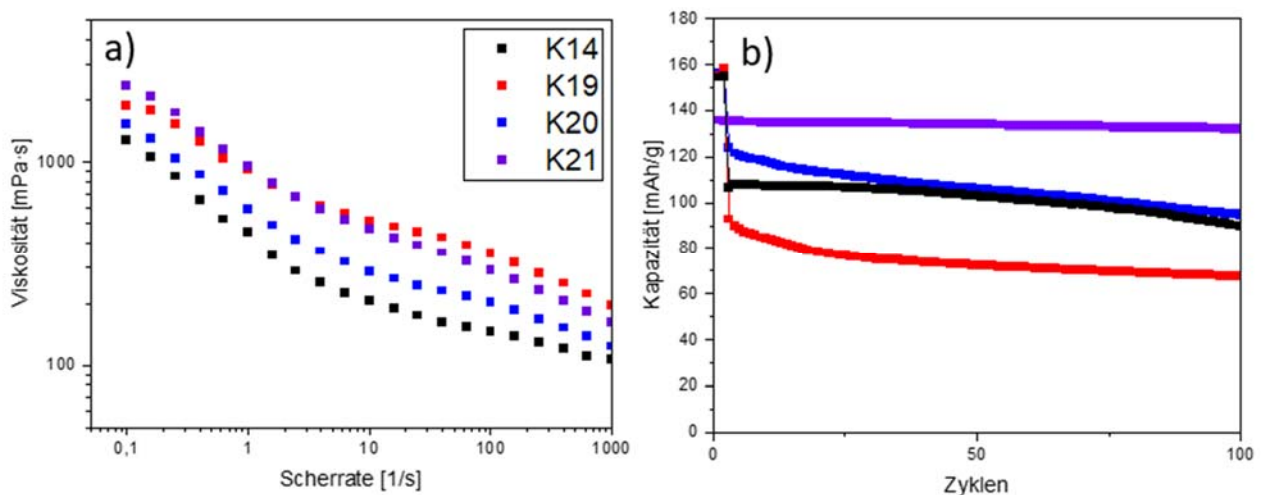 a)
K14
K19
K20
K21
Viskosität [mPa·s]
1000
100
0,1 1 10 100 1000
Scherrate [1/s]
b)
Kapazität [mAh/g]
180
160
140
120
100
80
60
40
20
0
0 50 100
Zyklen